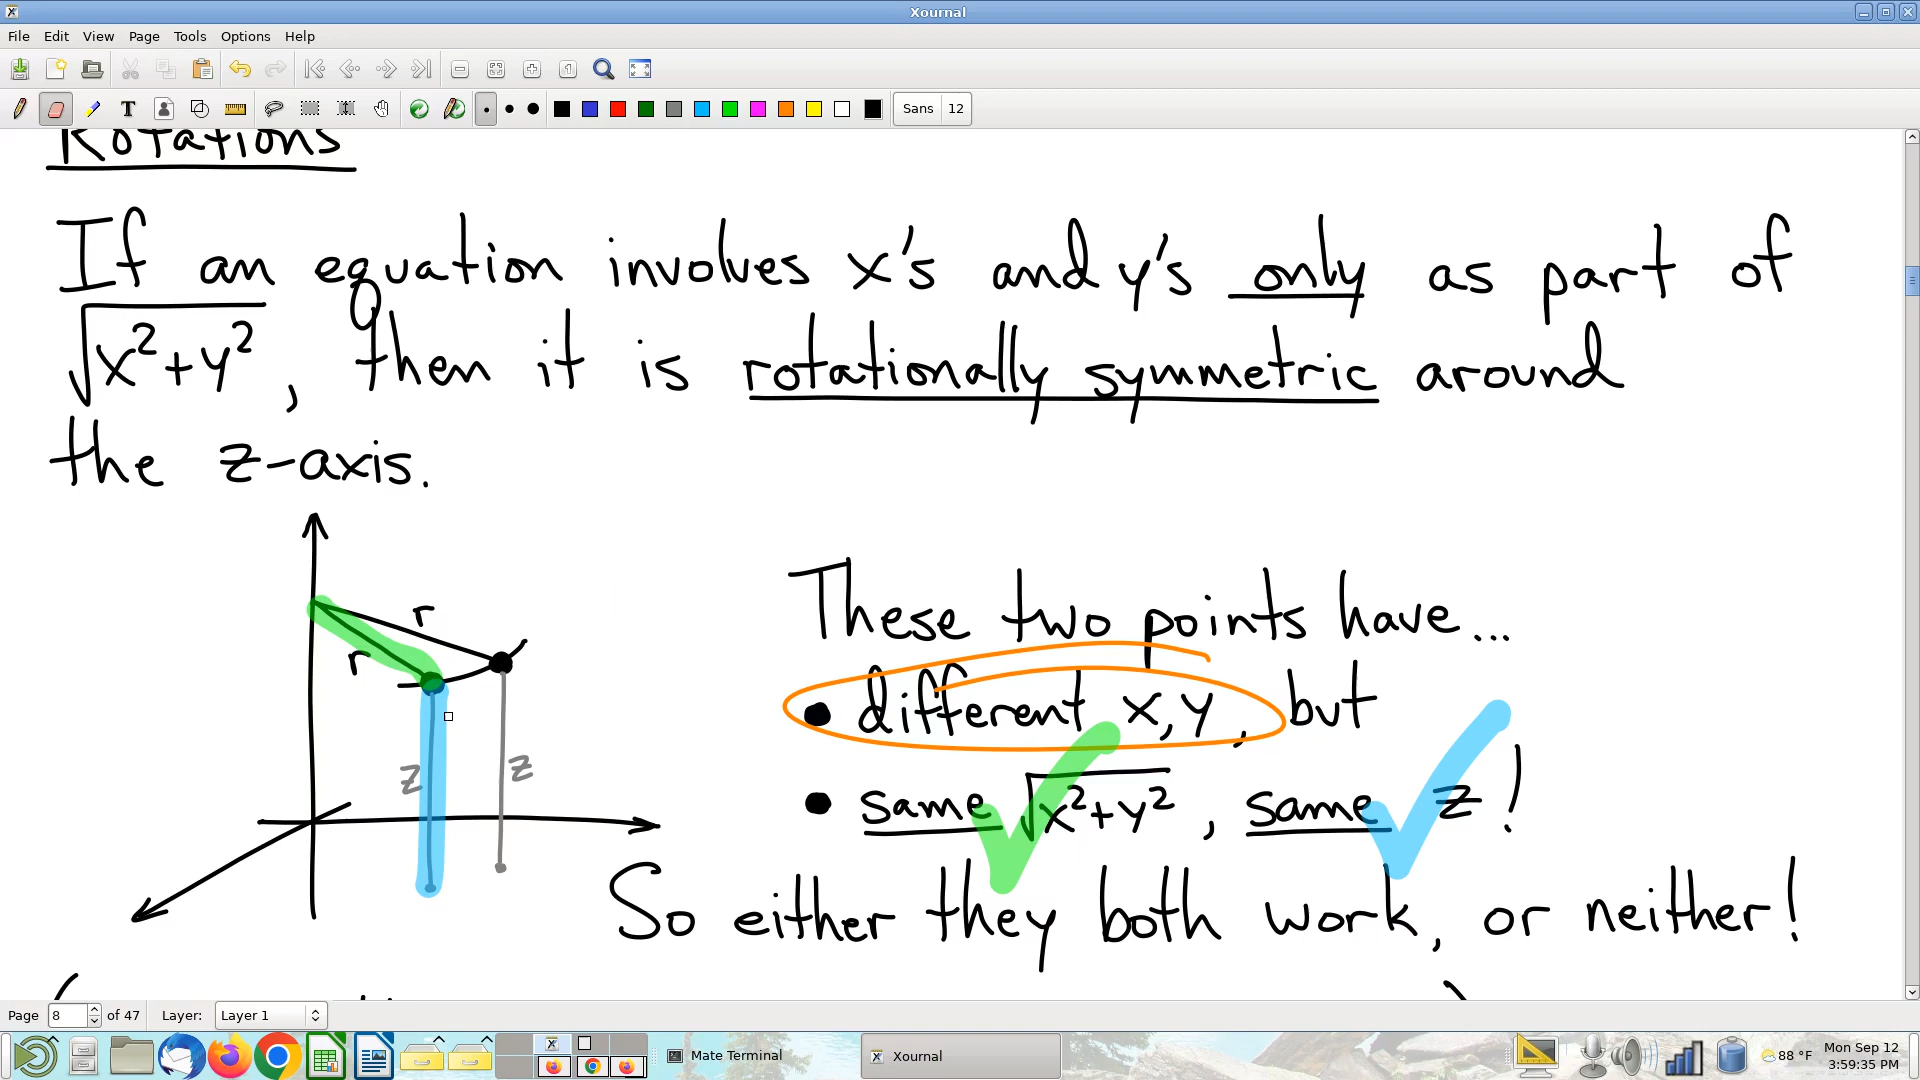 Xournal
File Edit View Page Tools Options Help
Sans 12
Rotations
If an equation involves x's and y's only as part of
√x²+y² , then it is rotationally symmetric around
the z-axis.
r
r
z
z
These two points have...
• different x,y, but
• same √x²+y² , same z!
So either they both work, or neither!
Page 8 of 47 Layer: Layer 1
Mate Terminal
Xournal
88 °F
Mon Sep 12
3:59:35 PM